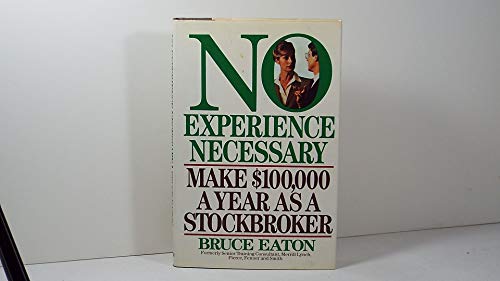 NO
EXPERIENCE
NECESSARY
MAKE $100,000
A YEAR AS A
STOCKBROKER
BRUCE EATON
Formerly Senior Training Consultant, Merrill Lynch,
Pierce, Fenner and Smith